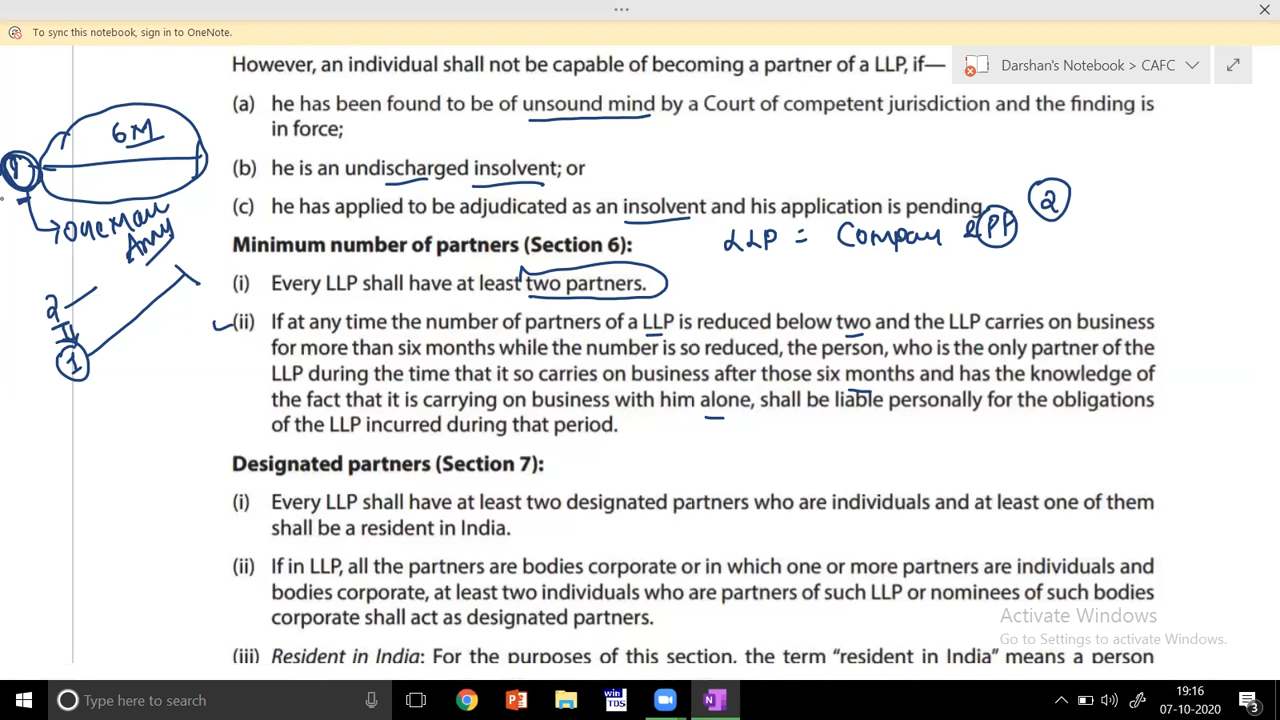 To sync this notebook, sign in to OneNote.
Darshan's Notebook > CAFC
However, an individual shall not be capable of becoming a partner of a LLP, if—
(a) he has been found to be of unsound mind by a Court of competent jurisdiction and the finding is
in force;
6M
(b) he is an undischarged insolvent; or
(c) he has applied to be adjudicated as an insolvent and his application is pending.
2
one man
Army
LLP = Compan & PF
Minimum number of partners (Section 6):
(i) Every LLP shall have at least two partners.
2
1
(ii) If at any time the number of partners of a LLP is reduced below two and the LLP carries on business
for more than six months while the number is so reduced, the person, who is the only partner of the
LLP during the time that it so carries on business after those six months and has the knowledge of
the fact that it is carrying on business with him alone, shall be liable personally for the obligations
of the LLP incurred during that period.
Designated partners (Section 7):
(i) Every LLP shall have at least two designated partners who are individuals and at least one of them
shall be a resident in India.
(ii) If in LLP, all the partners are bodies corporate or in which one or more partners are individuals and
bodies corporate, at least two individuals who are partners of such LLP or nominees of such bodies
corporate shall act as designated partners.
Activate Windows
Go to Settings to activate Windows.
(iii) Resident in India: For the purposes of this section, the term “resident in India” means a person
Type here to search
win
TDS
19:16
07-10-2020
3